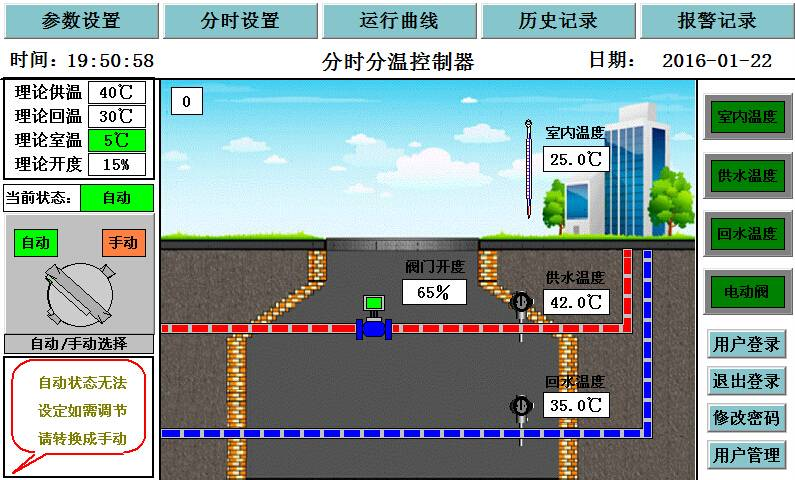 参数设置 分时设置 运行曲线 历史记录 报警记录
时间：19:50:58 分时分温控制器 日期： 2016-01-22
理论供温 40℃
理论回温 30℃
理论室温 5℃
理论开度 15%
当前状态： 自动
自动 手动
自动/手动选择
自动状态无法
设定如需调节
请转换成手动
0
室内温度
25.0℃
阀门开度
65%
供水温度
42.0℃
回水温度
35.0℃
室内温度
供水温度
回水温度
电动阀
用户登录
退出登录
修改密码
用户管理